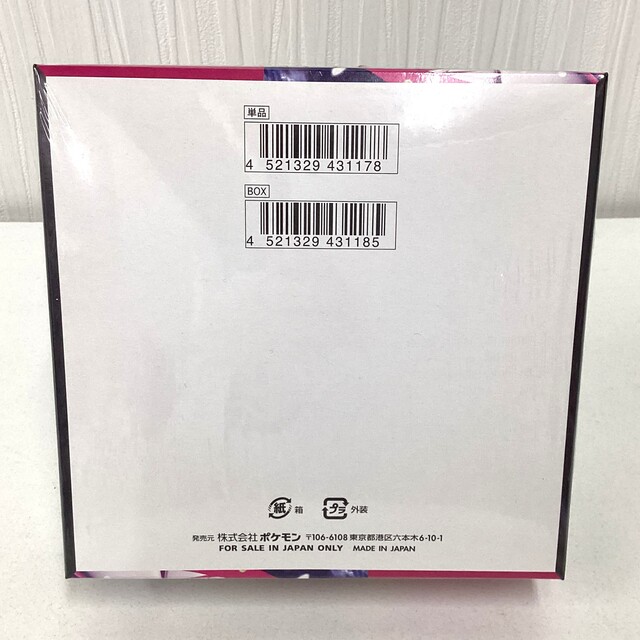 単品
4 521329 431178
BOX
4 521329 431185
紙 箱 プラ 外装
発売元 株式会社ポケモン 〒106-6108 東京都港区六本木6-10-1
FOR SALE IN JAPAN ONLY MADE IN JAPAN